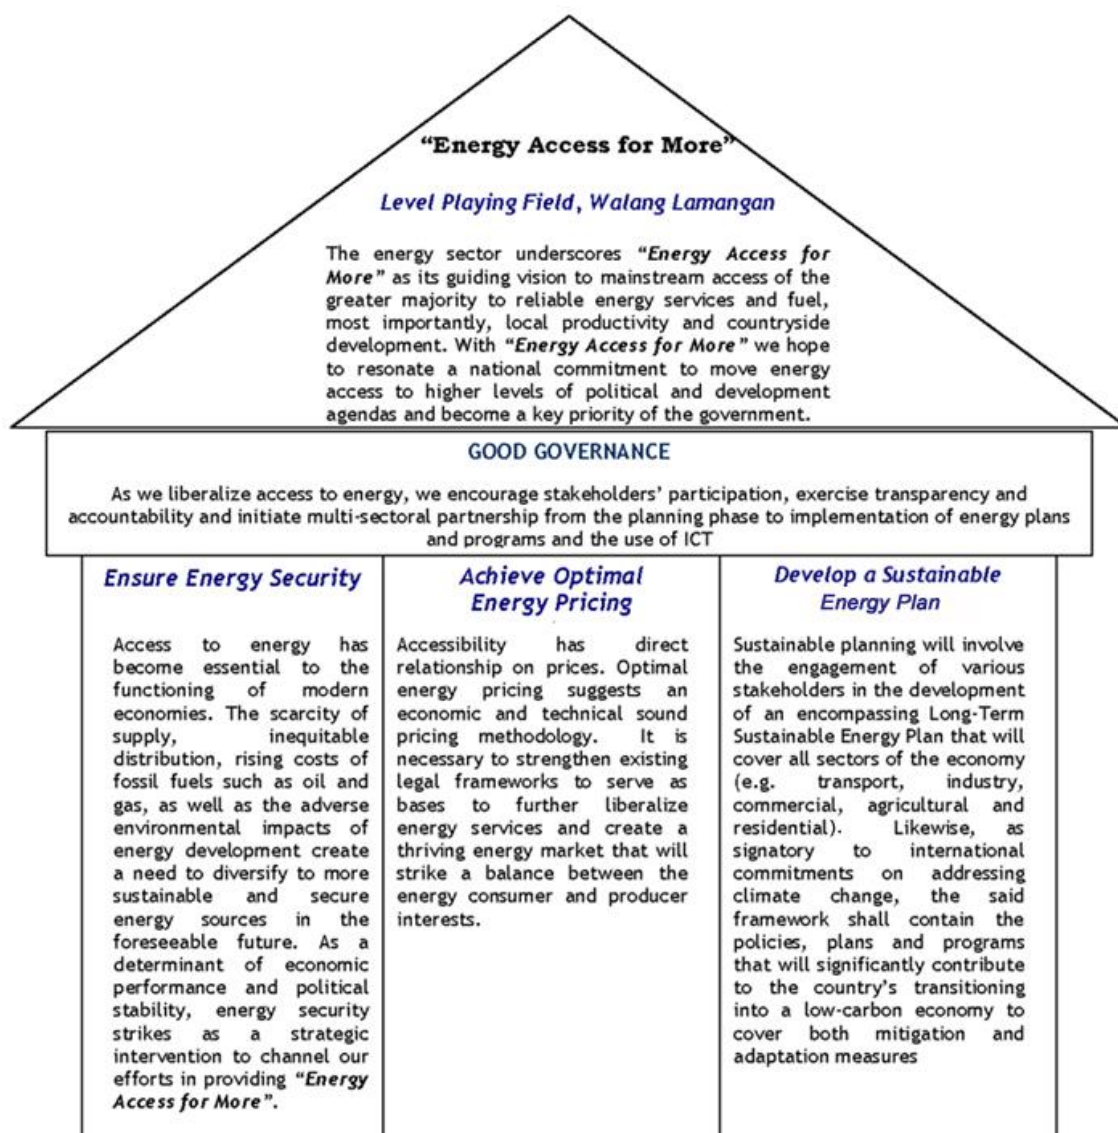 “Energy Access for More”
Level Playing Field, Walang Lamangan
The energy sector underscores “Energy Access for
More” as its guiding vision to mainstream access of the
greater majority to reliable energy services and fuel,
most importantly, local productivity and countryside
development. With “Energy Access for More” we hope
to resonate a national commitment to move energy
access to higher levels of political and development
agendas and become a key priority of the government.
GOOD GOVERNANCE
As we liberalize access to energy, we encourage stakeholders’ participation, exercise transparency and
accountability and initiate multi-sectoral partnership from the planning phase to implementation of energy plans
and programs and the use of ICT
Ensure Energy Security
Access to energy has
become essential to the
functioning of modern
economies. The scarcity of
supply, inequitable
distribution, rising costs of
fossil fuels such as oil and
gas, as well as the adverse
environmental impacts of
energy development create
a need to diversify to more
sustainable and secure
energy sources in the
foreseeable future. As a
determinant of economic
performance and political
stability, energy security
strikes as a strategic
intervention to channel our
efforts in providing “Energy
Access for More”.
Achieve Optimal
Energy Pricing
Accessibility has direct
relationship on prices. Optimal
energy pricing suggests an
economic and technical sound
pricing methodology. It is
necessary to strengthen existing
legal frameworks to serve as
bases to further liberalize
energy services and create a
thriving energy market that will
strike a balance between the
energy consumer and producer
interests.
Develop a Sustainable
Energy Plan
Sustainable planning will involve
the engagement of various
stakeholders in the development
of an encompassing Long-Term
Sustainable Energy Plan that will
cover all sectors of the economy
(e.g. transport, industry,
commercial, agricultural and
residential). Likewise, as
signatory to international
commitments on addressing
climate change, the said
framework shall contain the
policies, plans and programs
that will significantly contribute
to the country’s transitioning
into a low-carbon economy to
cover both mitigation and
adaptation measures